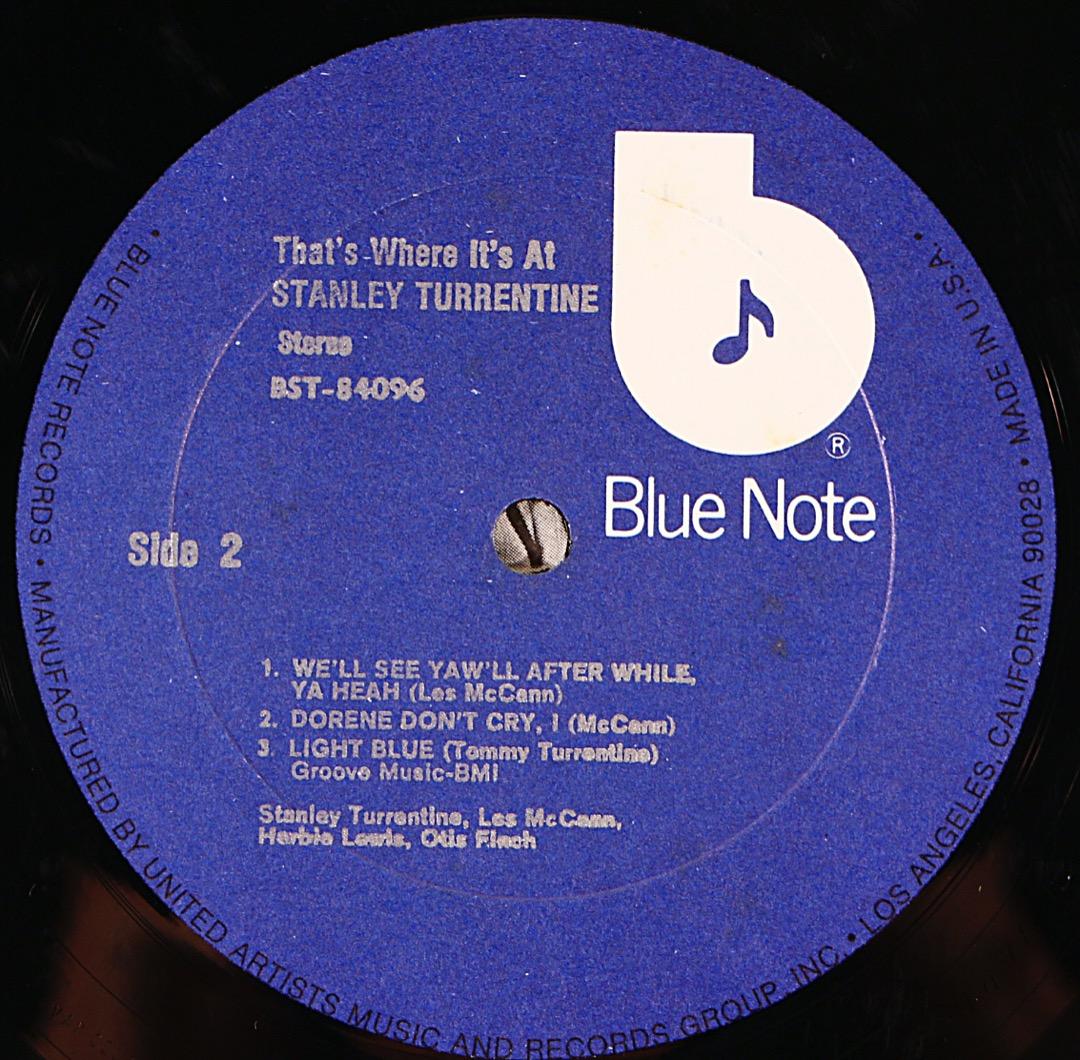 That's Where It's At
STANLEY TURRENTINE
Stereo
BST-84096
®
Blue Note
Side 2
1. WE'LL SEE YAW'LL AFTER WHILE,
YA HEAH (Les McCann)
2. DORENE DON'T CRY, I (McCann)
3. LIGHT BLUE (Tommy Turrentine)
Groove Music-BMI
Stanley Turrentine, Les McCann,
Herbie Lewis, Otis Finch
• BLUE NOTE RECORDS • MANUFACTURED BY UNITED ARTISTS MUSIC AND RECORDS GROUP, INC. • LOS ANGELES, CALIFORNIA 90028 • MADE IN U.S.A. •